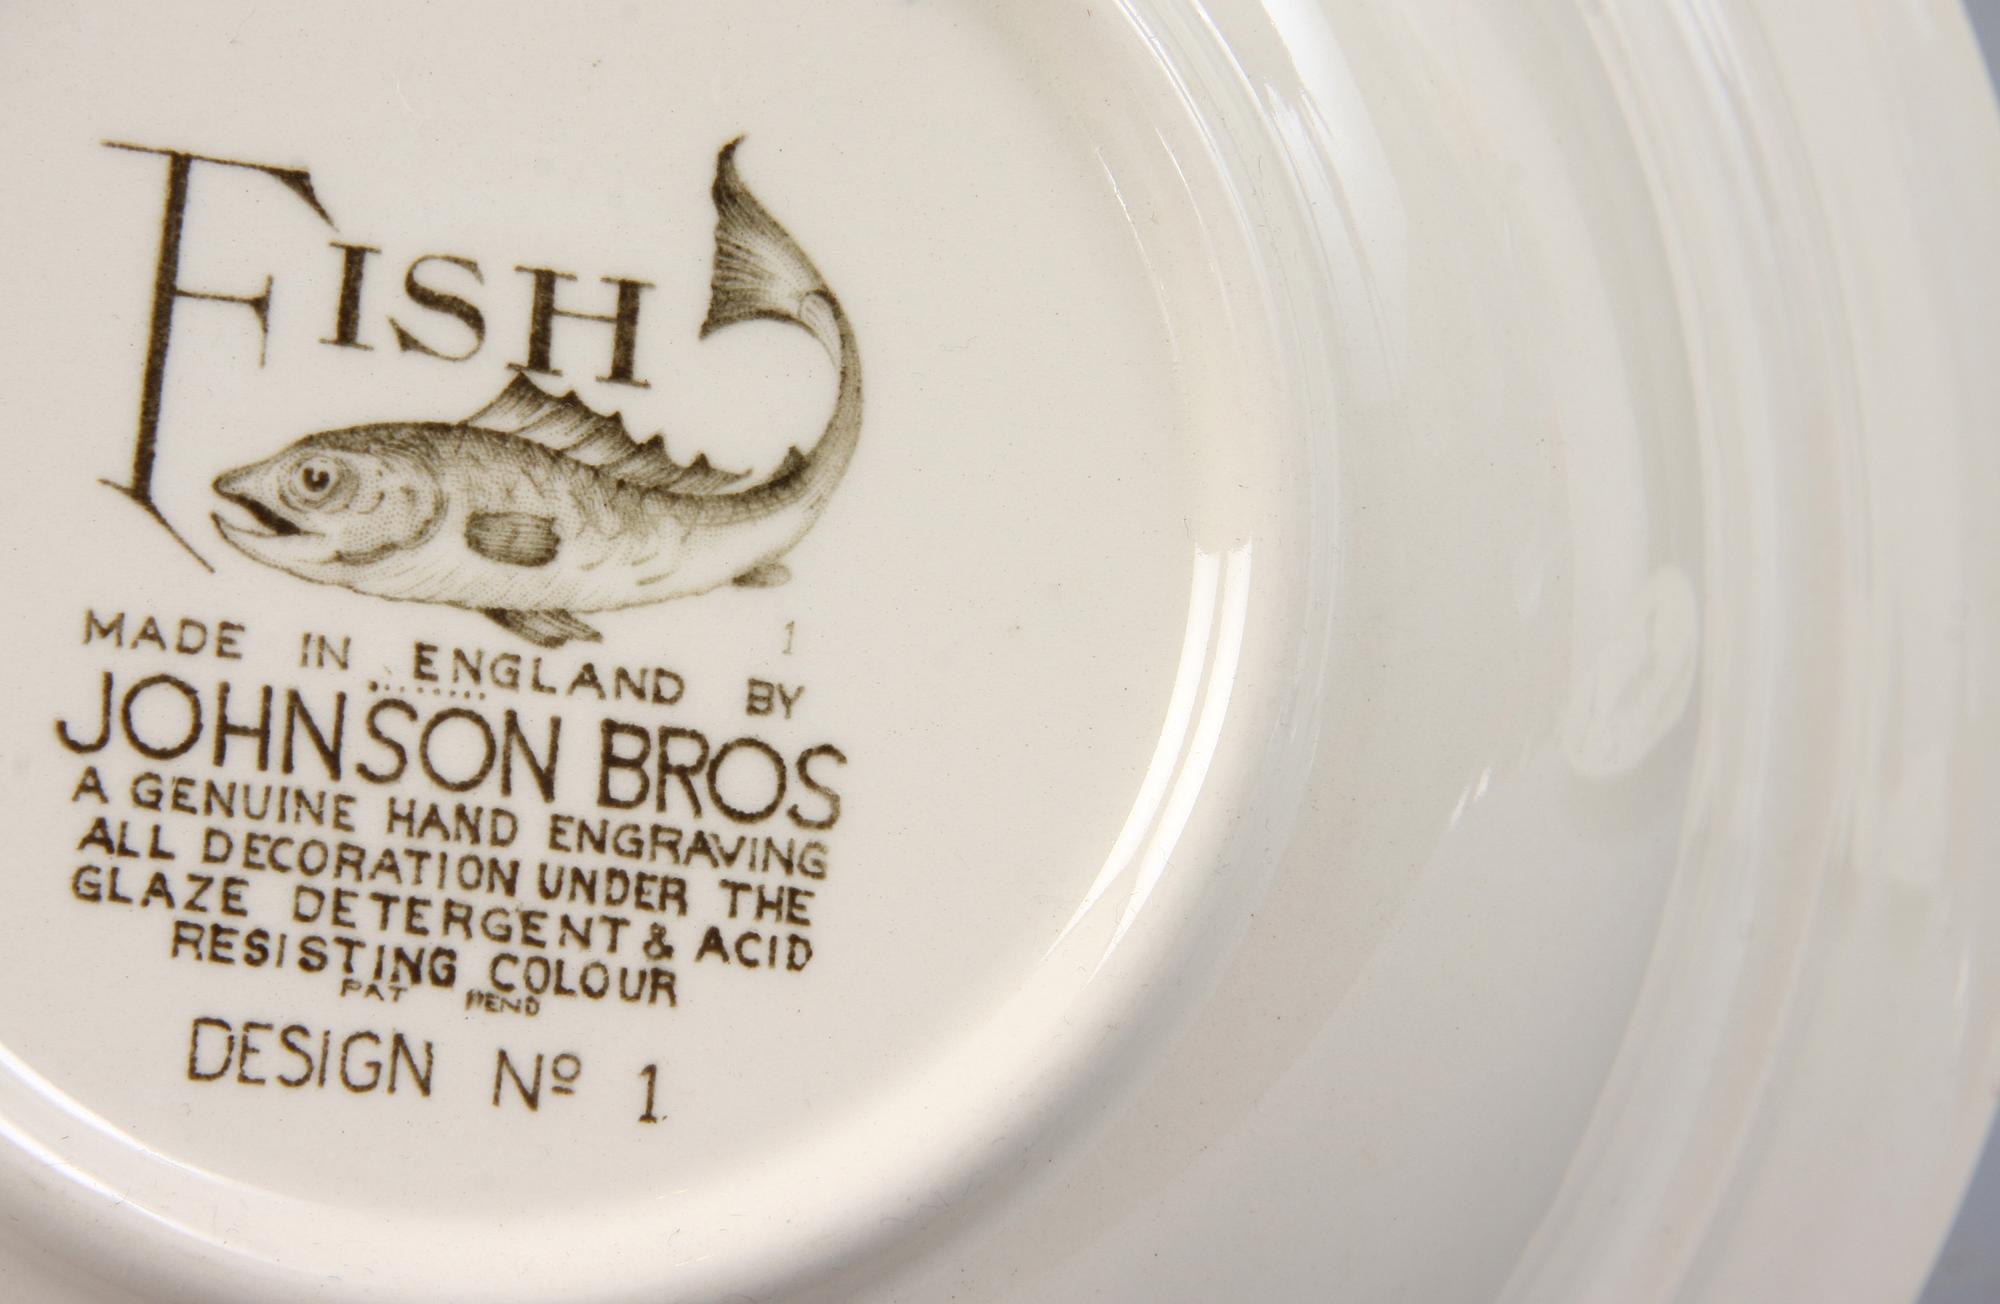 FISH
1
MADE IN ENGLAND BY
JOHNSON BROS
A GENUINE HAND ENGRAVING
ALL DECORATION UNDER THE
GLAZE DETERGENT & ACID
RESISTING COLOUR
PAT PEND
DESIGN Nº 1